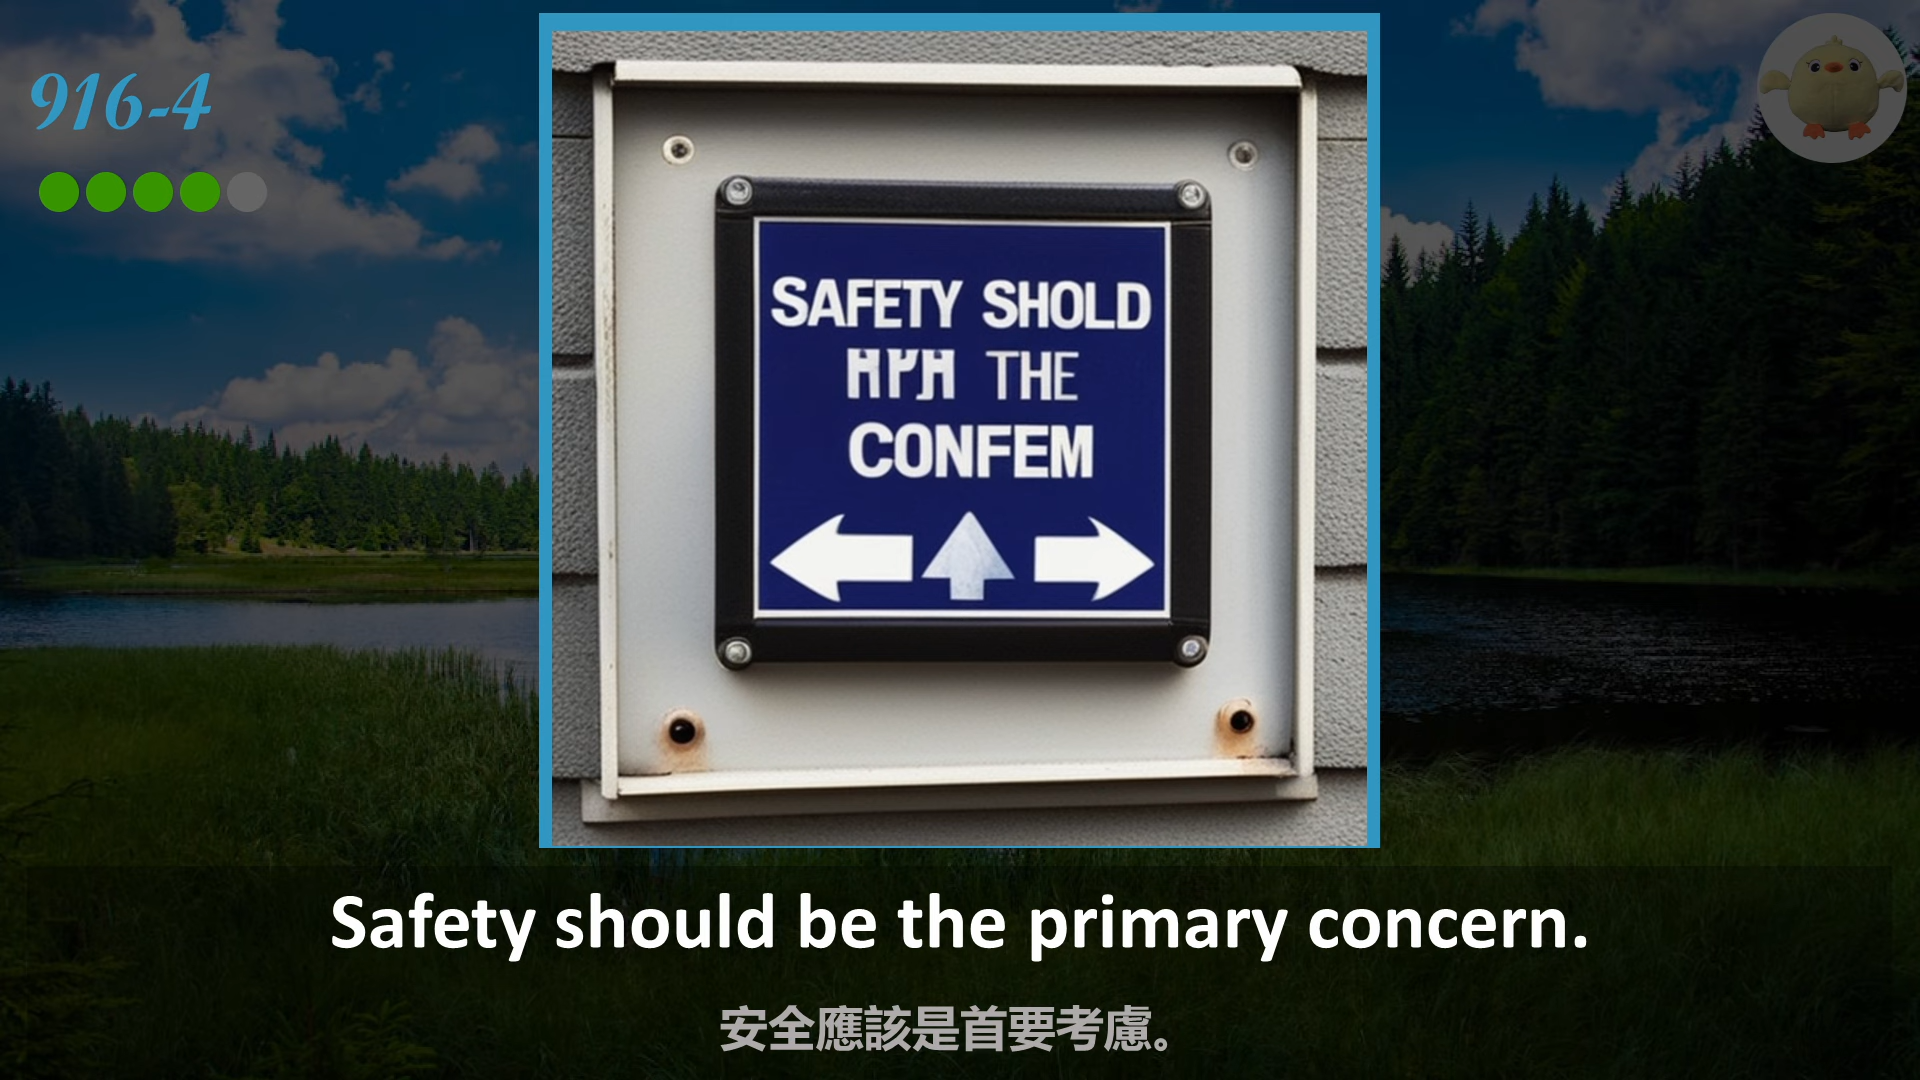 916-4
SAFETY SHOLD
THE
CONFEM
Safety should be the primary concern.
安全應該是首要考慮。